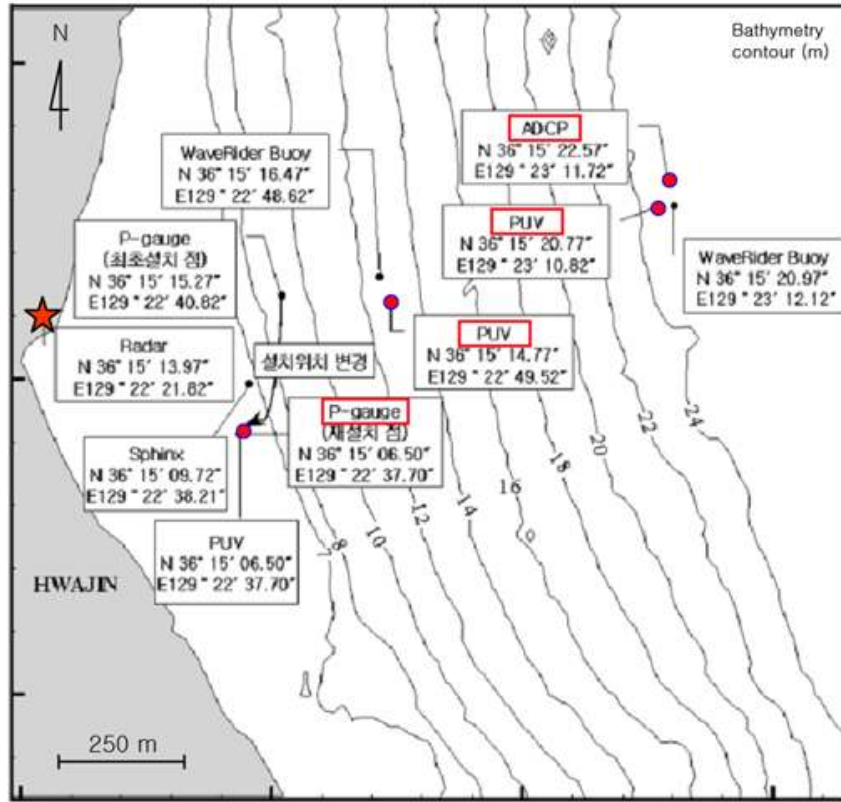 N
Bathymetry
contour (m)
ADCP
N 36° 15′ 22.57″
E129 ° 23′ 11.72″
WaveRider Buoy
N 36° 15′ 16.47″
E129 ° 22′ 48.62″
PUV
N 36° 15′ 20.77″
E129 ° 23′ 10.82″
P-gauge
(최초설치 점)
N 36° 15′ 15.27″
E129 ° 22′ 40.82″
WaveRider Buoy
N 36° 15′ 20.97″
E129 ° 23′ 12.12″
Radar
N 36° 15′ 13.97″
E129 ° 22′ 21.82″
설치위치 변경
PUV
N 36° 15′ 14.77″
E129 ° 22′ 49.52″
P-gauge
(재설치 점)
N 36° 15′ 06.50″
E129 ° 22′ 37.70″
Sphinx
N 36° 15′ 09.72″
E129 ° 22′ 38.21″
PUV
N 36° 15′ 06.50″
E129 ° 22′ 37.70″
8
10
12
14
16
18
20
22
24
HWAJIN
250 m